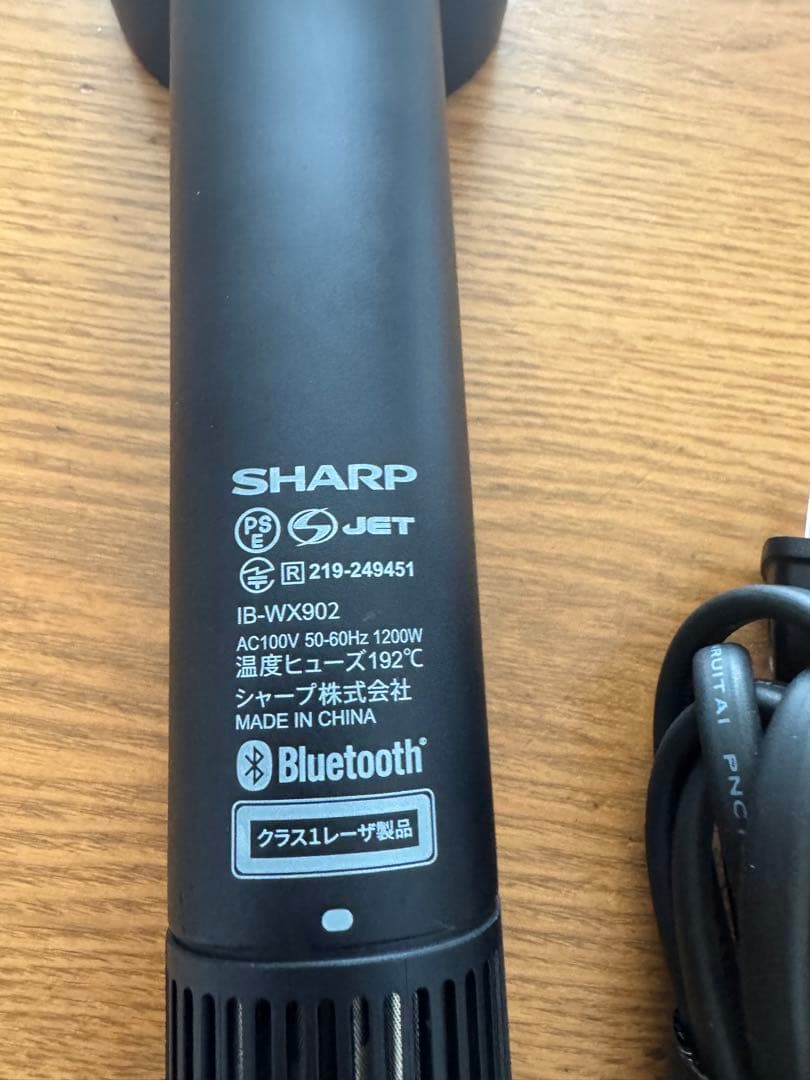 SHARP
PS
E
JET
R 219-249451
IB-WX902
AC100V 50-60Hz 1200W
温度ヒューズ192℃
シャープ株式会社
MADE IN CHINA
Bluetooth®
クラス1レーザ製品
RUITAI PNC